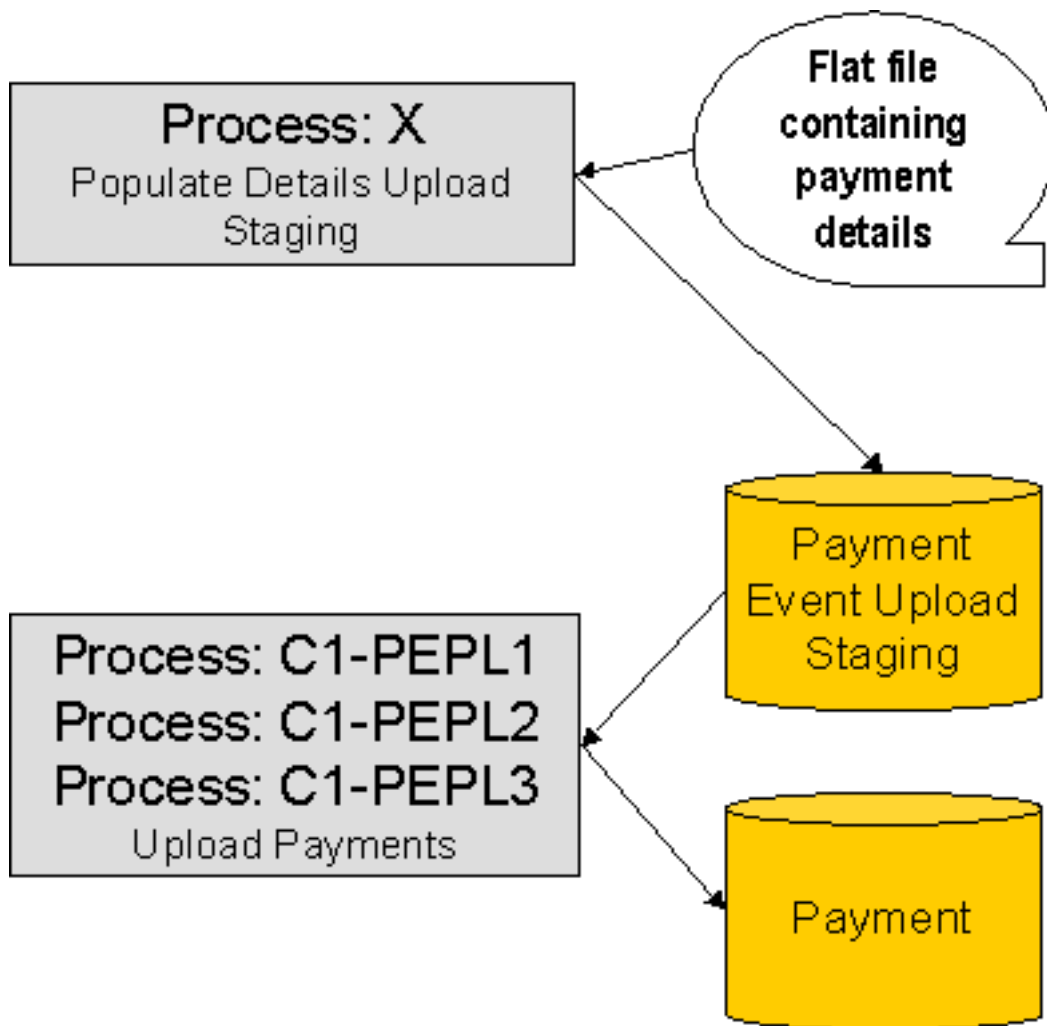 Process: X
Populate Details Upload
Staging
Flat file
containing
payment
details
Payment
Event Upload
Staging
Process: C1-PEPL1
Process: C1-PEPL2
Process: C1-PEPL3
Upload Payments
Payment